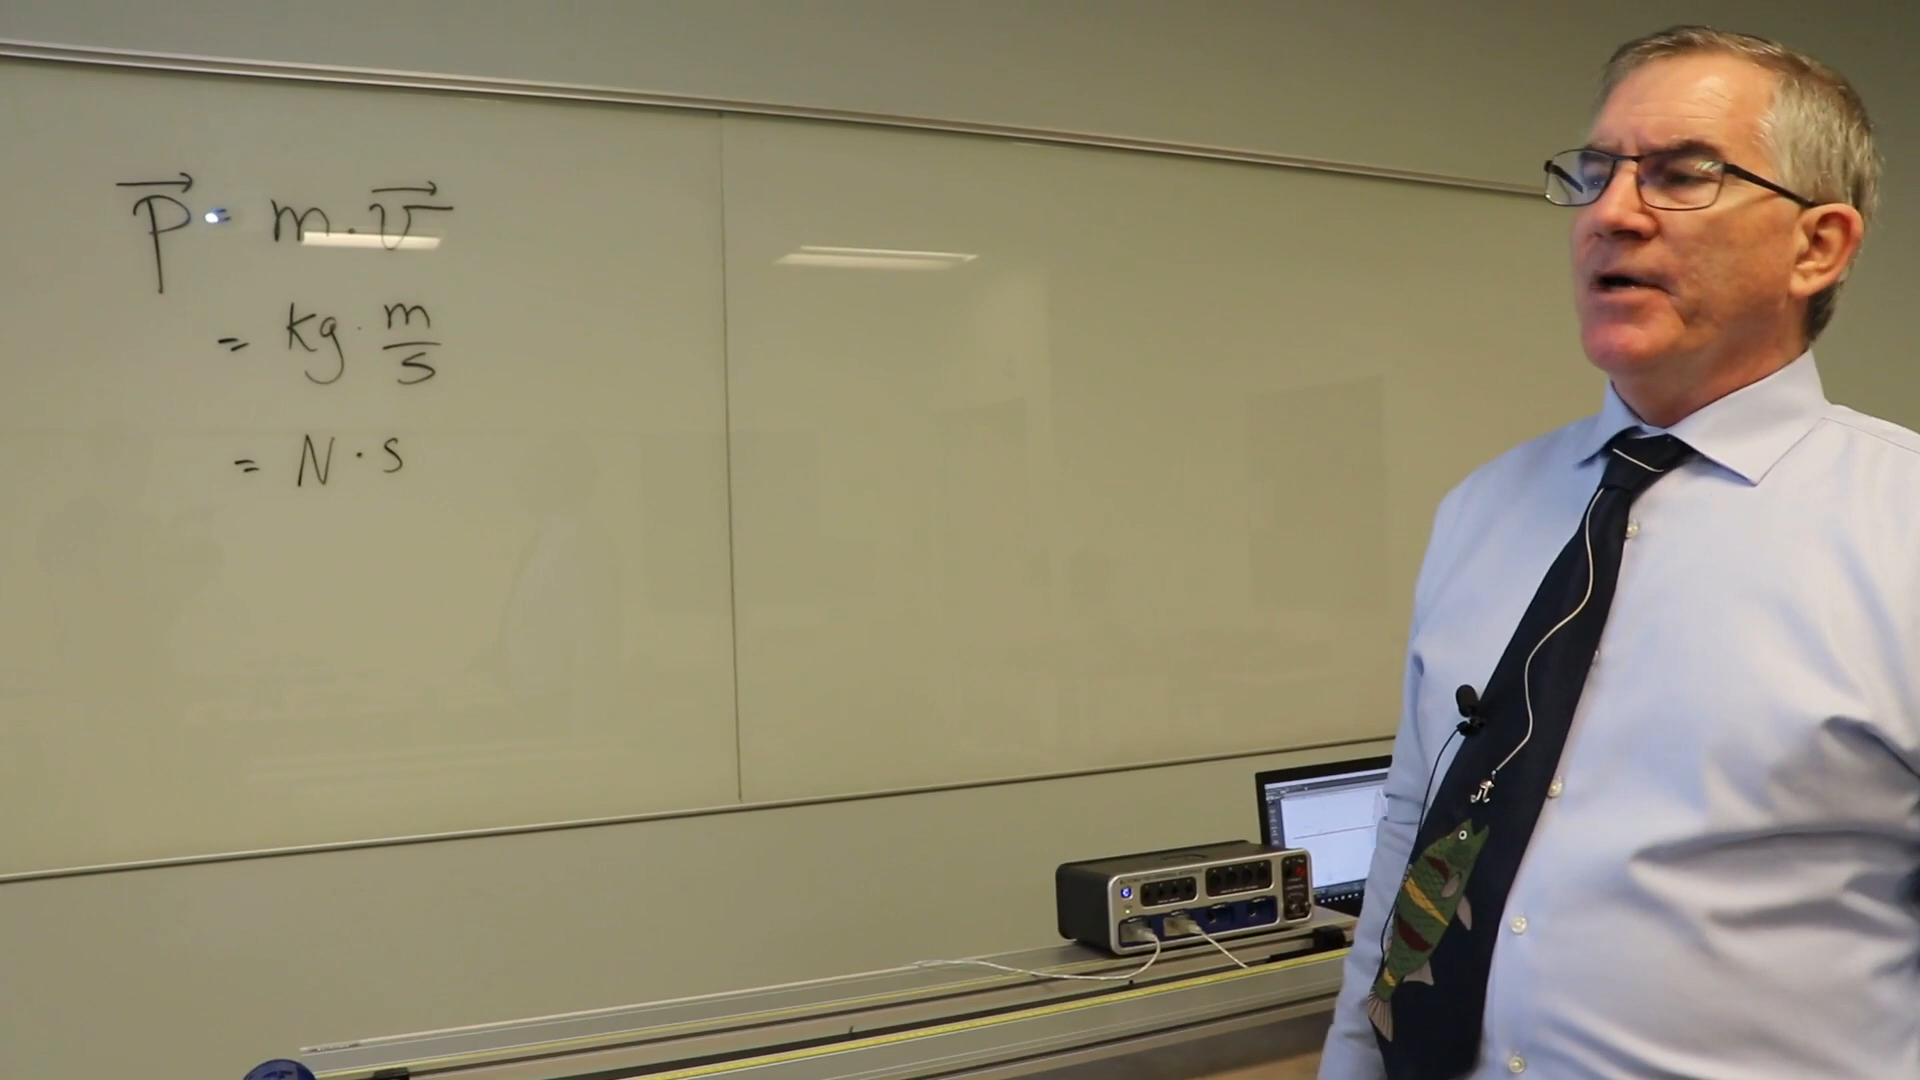 p⃗ = m · v⃗
= kg · m/s
= N · s